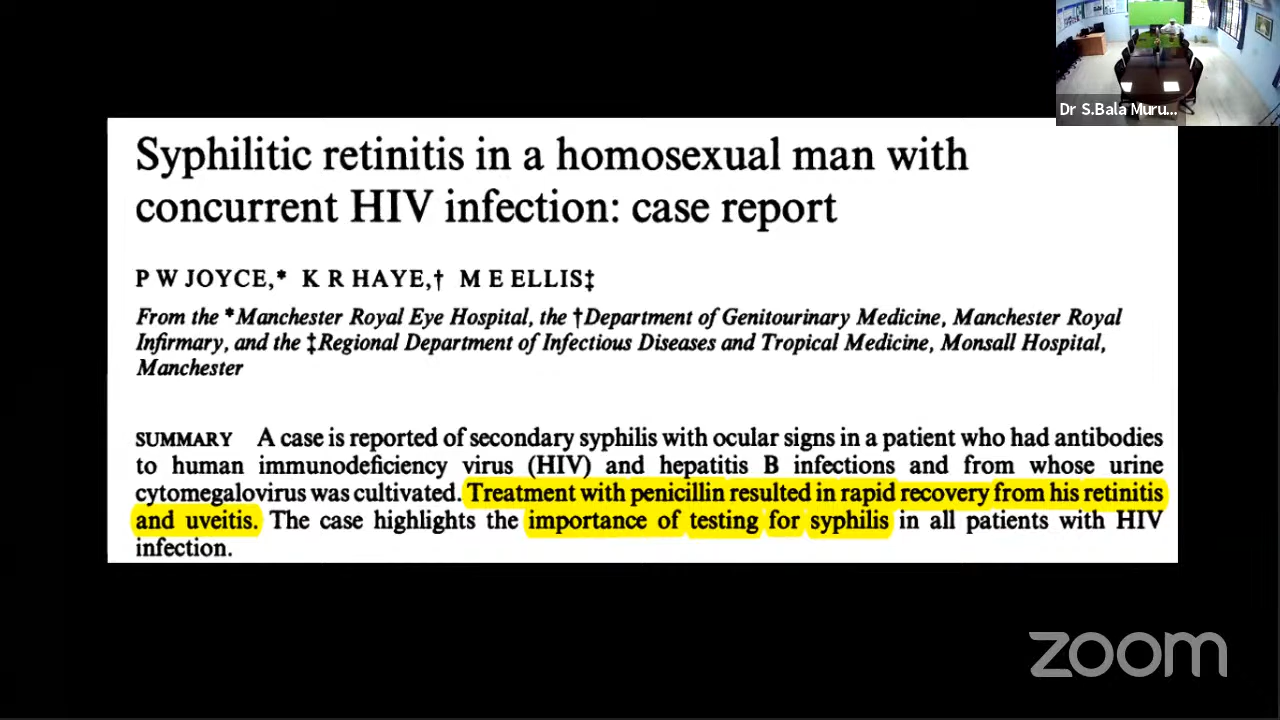 Dr S.Bala Muru...
Syphilitic retinitis in a homosexual man with
concurrent HIV infection: case report
P W JOYCE,* K R HAYE,† M E ELLIS‡
From the *Manchester Royal Eye Hospital, the †Department of Genitourinary Medicine, Manchester Royal
Infirmary, and the ‡Regional Department of Infectious Diseases and Tropical Medicine, Monsall Hospital,
Manchester
SUMMARY A case is reported of secondary syphilis with ocular signs in a patient who had antibodies
to human immunodeficiency virus (HIV) and hepatitis B infections and from whose urine
cytomegalovirus was cultivated. Treatment with penicillin resulted in rapid recovery from his retinitis
and uveitis. The case highlights the importance of testing for syphilis in all patients with HIV
infection.
zoom